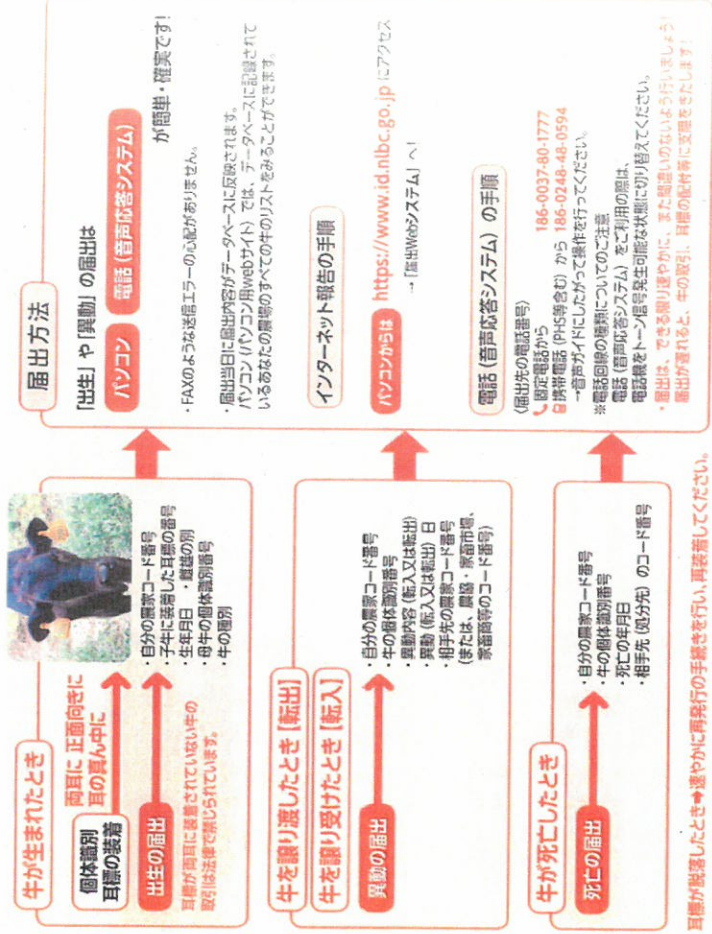 牛が生まれたとき
個体識別
耳標の装着
両耳に 正面向きに
耳の真ん中に
出生の届出
・自分の農家コード番号
・子牛に装着した耳標の番号
・生年月日 ・雌雄の別
・母牛の個体識別番号
・牛の種別
耳標が両耳に装着されていない牛の
取引は法律で禁じられています。
牛を譲り渡したとき【転出】
牛を譲り受けたとき【転入】
異動の届出
・自分の農家コード番号
・牛の個体識別番号
・異動内容(転入又は転出)
・異動(転入又は転出)日
・相手先の農家コード番号
(または、農協・家畜市場、
家畜商等のコード番号)
牛が死亡したとき
死亡の届出
・自分の農家コード番号
・牛の個体識別番号
・死亡の年月日
・相手先(処分先)のコード番号
耳標が脱落したとき➡速やかに再発行の手続きを行い、再装着してください。
届出方法
「出生」や「異動」の届出は
パソコン 電話(音声応答システム)
が簡単・確実です!
・FAXのような送信エラーの心配がありません。
・届出当日に届出内容がデータベースに反映されます。
パソコン(パソコン用webサイト)では、データベースに記録されて
いるあなたの農場のすべての牛のリストをみることができます。
インターネット報告の手順
パソコンからは https://www.id.nlbc.go.jp にアクセス
→「届出Webシステム」へ!
電話(音声応答システム)の手順
〈届出先の電話番号〉
固定電話から 186-0037-80-1777
携帯電話(PHS等含む)から 186-0248-48-0594
→音声ガイドにしたがって操作を行ってください。
※電話回線の種類についてのご注意
電話(音声応答システム)をご利用の際は、
電話機をトーン信号発生可能な状態に切り替えてください。
・届出は、できる限り速やかに、また間違いのないよう行いましょう!
届出が遅れると、牛の取引、耳標の配付等に支障をきたします!